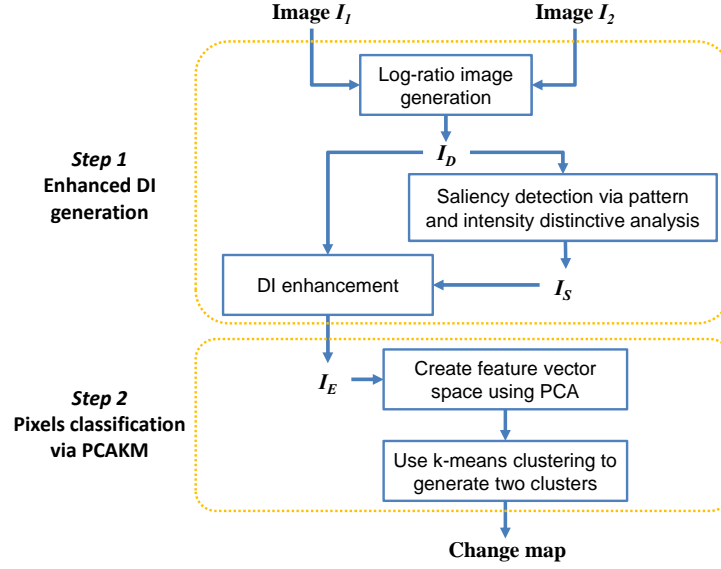 Image I1
Image I2
Log-ratio image
generation
Step 1
Enhanced DI
generation
ID
Saliency detection via pattern
and intensity distinctive analysis
DI enhancement
IS
Step 2
Pixels classification
via PCAKM
IE
Create feature vector
space using PCA
Use k-means clustering to
generate two clusters
Change map